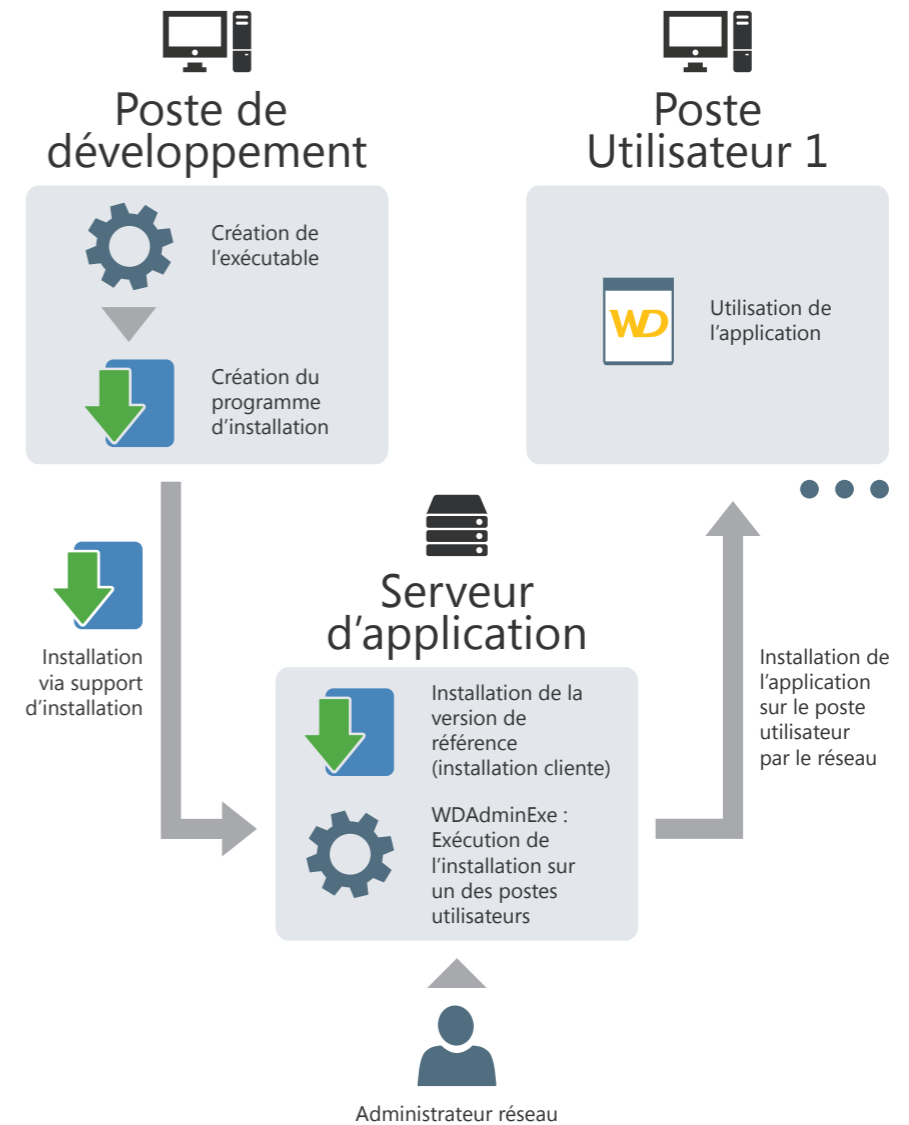 Poste de
développement
Création de
l'exécutable
Création du
programme
d'installation
Poste
Utilisateur 1
WD
Utilisation de
l'application
Installation
via support
d'installation
Serveur
d'application
Installation de la
version de
référence
(installation cliente)
WDAdminExe :
Exécution de
l'installation sur
un des postes
utilisateurs
Installation de
l'application
sur le poste
utilisateur
par le réseau
Administrateur réseau